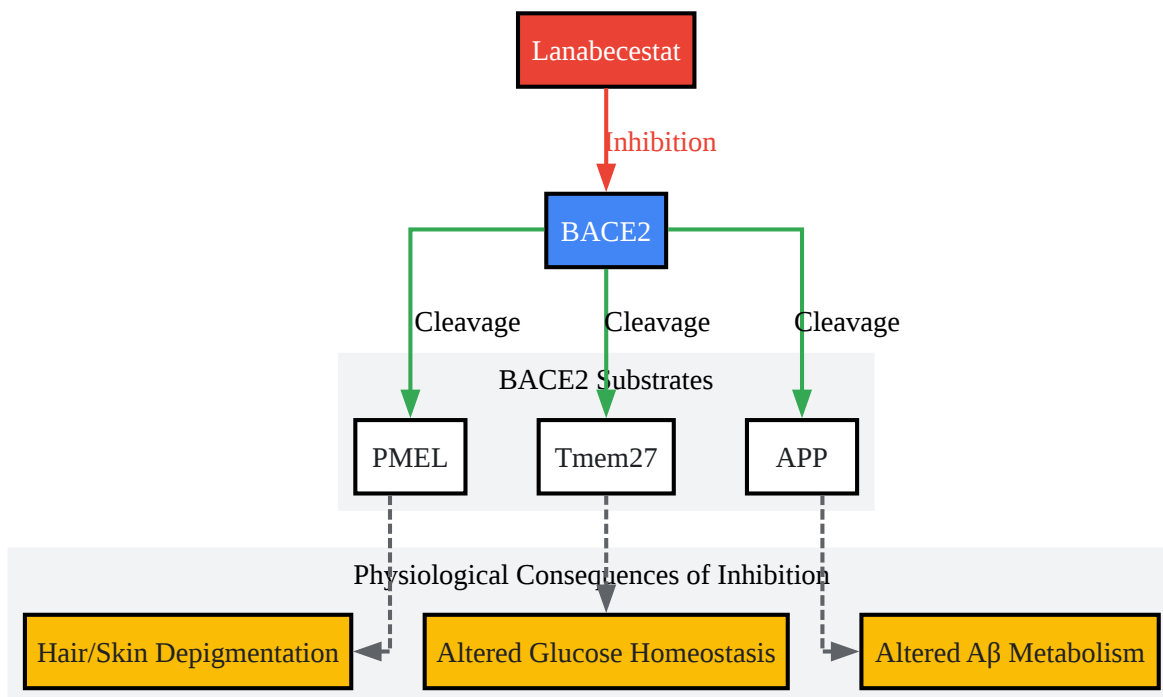 Lanabecestat
Inhibition
BACE2
Cleavage Cleavage Cleavage
BACE2 Substrates
PMEL Tmem27 APP
Physiological Consequences of Inhibition
Hair/Skin Depigmentation Altered Glucose Homeostasis Altered Aβ Metabolism